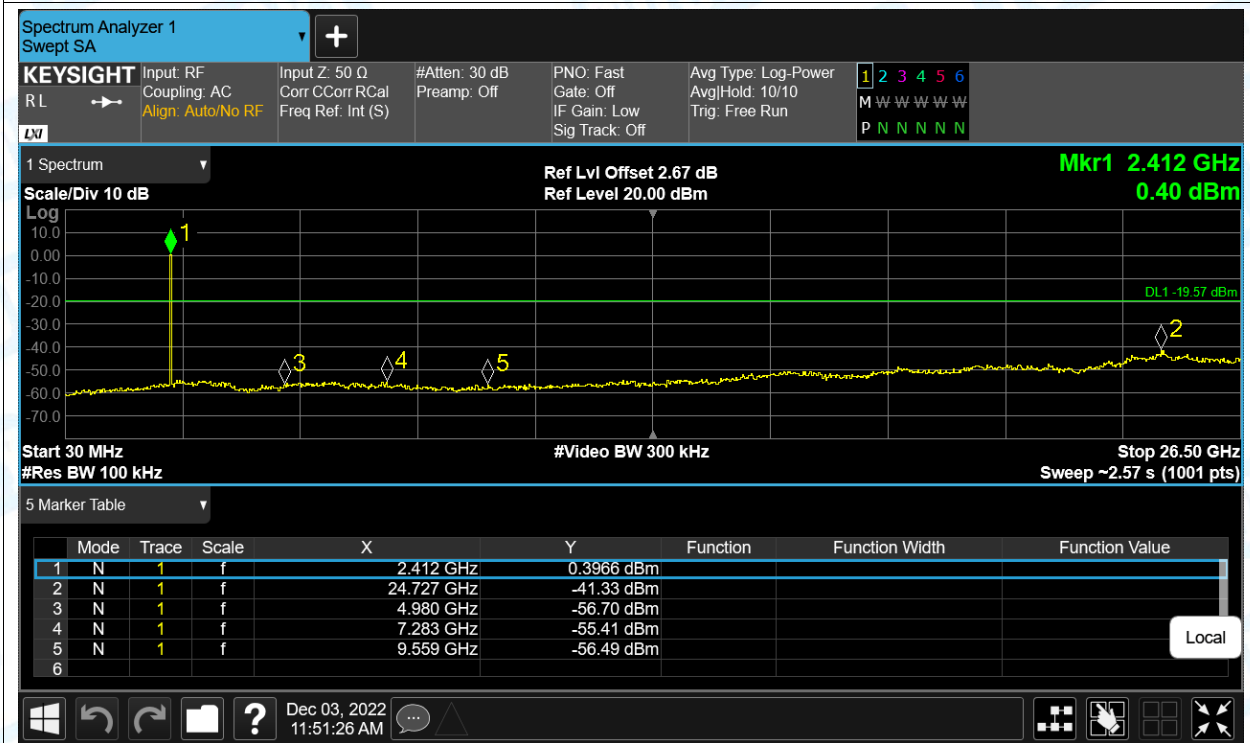 Spectrum Analyzer 1
Swept SA
+
KEYSIGHT
R L
LXI
Input: RF
Coupling: AC
Align: Auto/No RF
Input Z: 50 Ω
Corr CCorr RCal
Freq Ref: Int (S)
#Atten: 30 dB
Preamp: Off
PNO: Fast
Gate: Off
IF Gain: Low
Sig Track: Off
Avg Type: Log-Power
Avg|Hold: 10/10
Trig: Free Run
1 2 3 4 5 6
M W W W W W
P N N N N N
1 Spectrum
Scale/Div 10 dB
Ref Lvl Offset 2.67 dB
Ref Level 20.00 dBm
Mkr1 2.412 GHz
0.40 dBm
Log
10.0
0.00
-10.0
-20.0
-30.0
-40.0
-50.0
-60.0
-70.0
1
DL1 -19.57 dBm
2
3
4
5
Start 30 MHz
#Res BW 100 kHz
#Video BW 300 kHz
Stop 26.50 GHz
Sweep ~2.57 s (1001 pts)
5 Marker Table
Mode Trace Scale X Y Function Function Width Function Value
1 N 1 f 2.412 GHz 0.3966 dBm
2 N 1 f 24.727 GHz -41.33 dBm
3 N 1 f 4.980 GHz -56.70 dBm
4 N 1 f 7.283 GHz -55.41 dBm
5 N 1 f 9.559 GHz -56.49 dBm
6
Local
?
Dec 03, 2022
11:51:26 AM